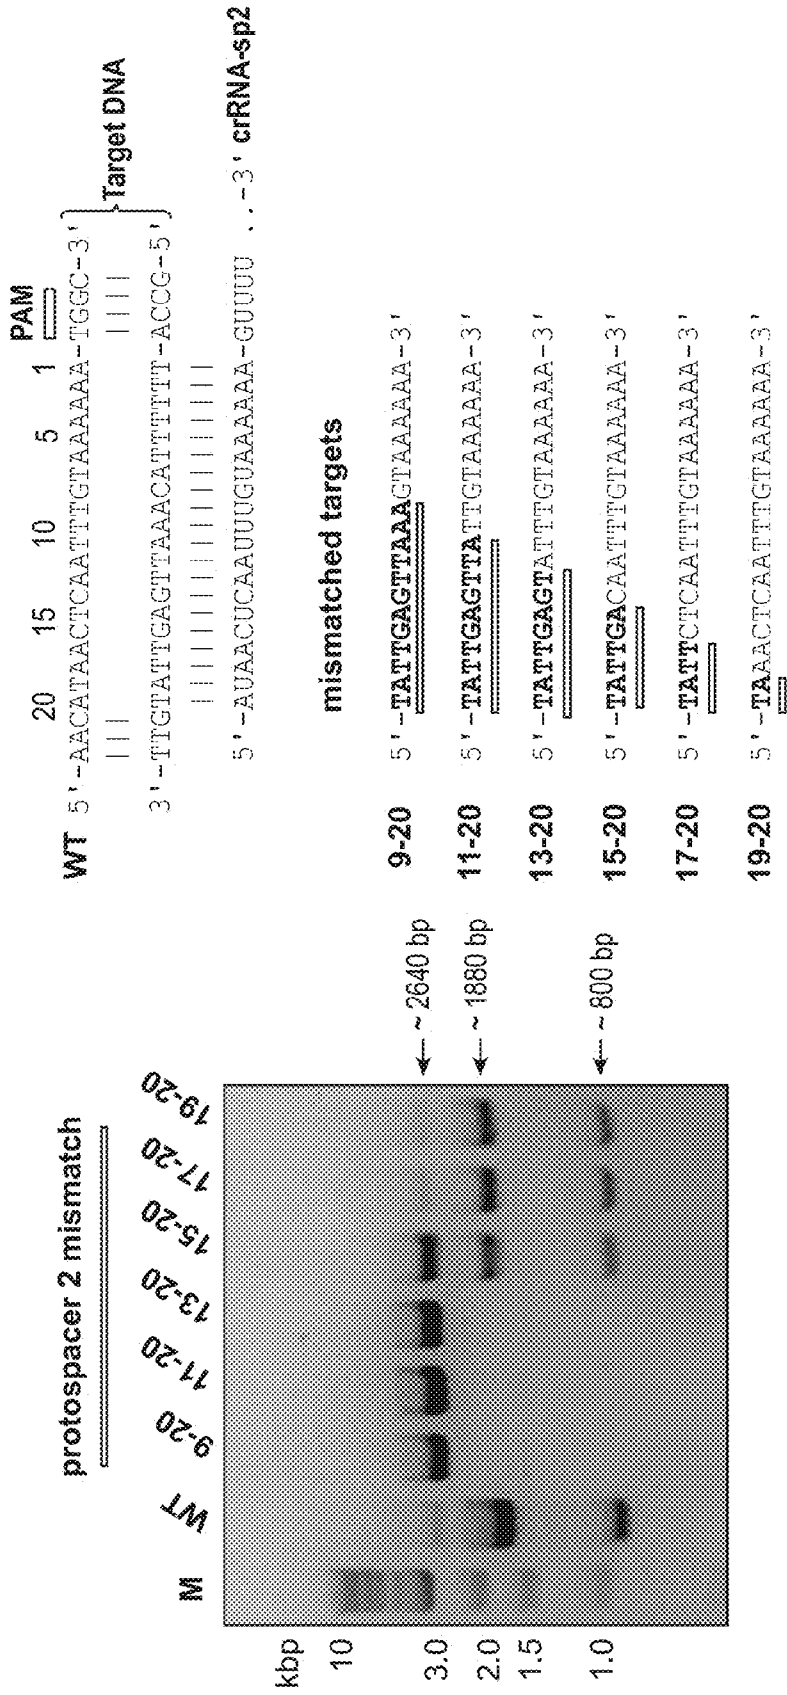 protospacer 2 mismatch
M WT 9-20 11-20 13-20 15-20 17-20 19-20
kbp
10
3.0
2.0
1.5
1.0
~ 2640 bp
~ 1880 bp
~ 800 bp
20 15 10 5 1 PAM
WT 5'-AACATAACTCAATTTGTAAAAAA-TGGC-3'
3'-TTGTATTGAGTTAAACATTTTTT-ACCG-5'
Target DNA
5'-AUAACUCAAUUUGUAAAAAA-GUUUU ..-3' crRNA-sp2
mismatched targets
9-20 5'-TATTGAGTTAAAGTAAAAAA-3'
11-20 5'-TATTGAGTTATTGTAAAAAA-3'
13-20 5'-TATTGAGTATTTGTAAAAAA-3'
15-20 5'-TATTGACAATTTGTAAAAAA-3'
17-20 5'-TATTCTCAATTTGTAAAAAA-3'
19-20 5'-TAAACTCAATTTGTAAAAAA-3'